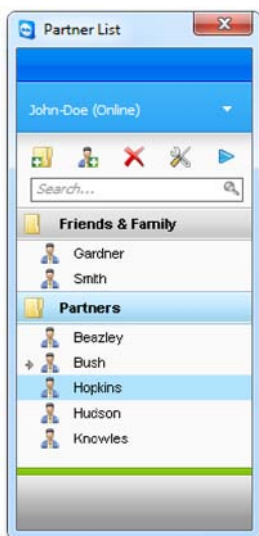 Partner List
John-Doe (Online)
Search...
Friends & Family
Gardner
Smith
Partners
Beazley
Bush
Hopkins
Hudson
Knowles